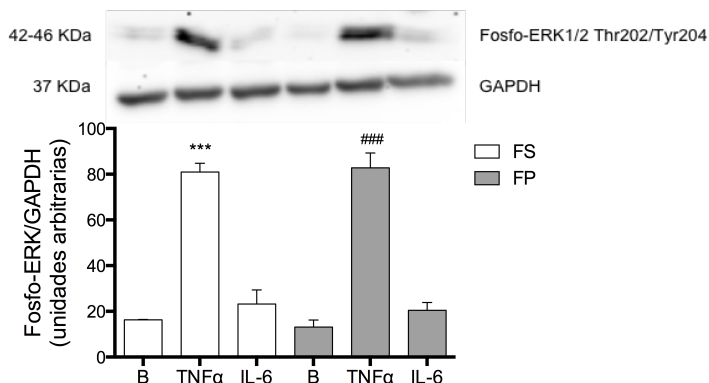 42-46 KDa Fosfo-ERK1/2 Thr202/Tyr204
37 KDa GAPDH
Fosfo-ERK/GAPDH
(unidades arbitrarias)
100
80
60
40
20
0
***
###
FS
FP
B TNFα IL-6 B TNFα IL-6